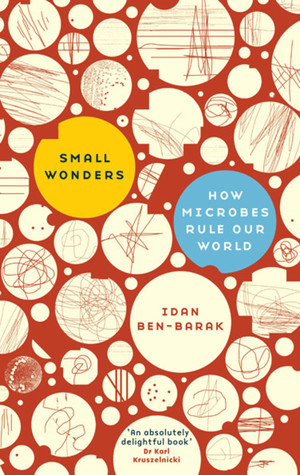 SMALL
WONDERS
HOW
MICROBES
RULE OUR
WORLD
IDAN
BEN-BARAK
'An absolutely
delightful book'
Dr Karl
Kruszelnicki